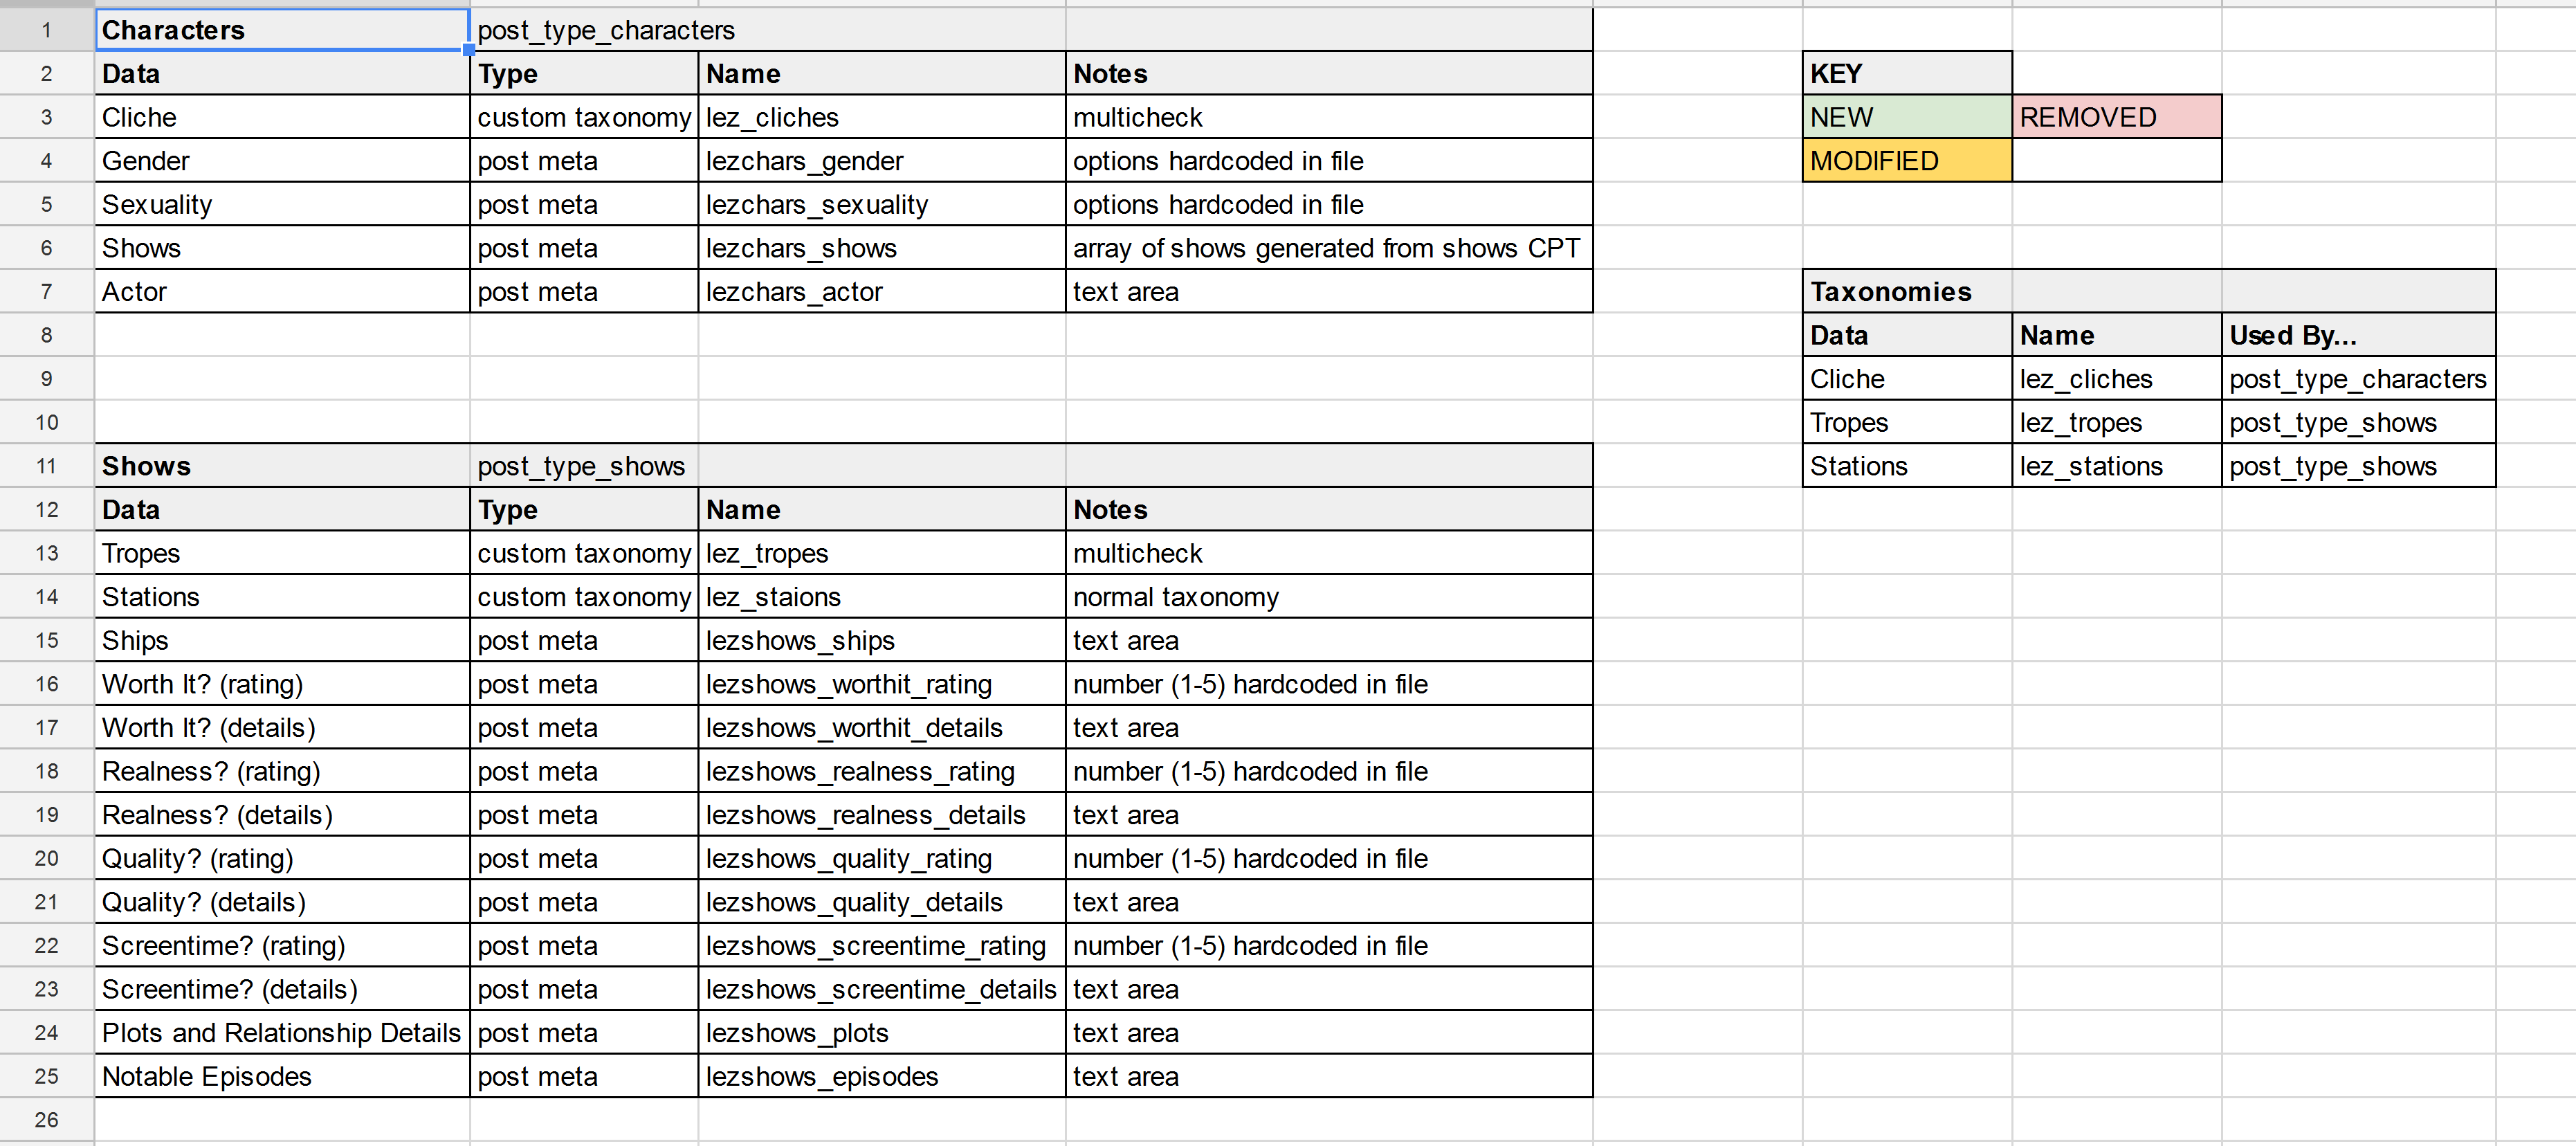 1 Characters post_type_characters
2 Data Type Name Notes KEY
3 Cliche custom taxonomy lez_cliches multicheck NEW REMOVED
4 Gender post meta lezchars_gender options hardcoded in file MODIFIED
5 Sexuality post meta lezchars_sexuality options hardcoded in file
6 Shows post meta lezchars_shows array of shows generated from shows CPT
7 Actor post meta lezchars_actor text area Taxonomies
8 Data Name Used By...
9 Cliche lez_cliches post_type_characters
10 Tropes lez_tropes post_type_shows
11 Shows post_type_shows Stations lez_stations post_type_shows
12 Data Type Name Notes
13 Tropes custom taxonomy lez_tropes multicheck
14 Stations custom taxonomy lez_staions normal taxonomy
15 Ships post meta lezshows_ships text area
16 Worth It? (rating) post meta lezshows_worthit_rating number (1-5) hardcoded in file
17 Worth It? (details) post meta lezshows_worthit_details text area
18 Realness? (rating) post meta lezshows_realness_rating number (1-5) hardcoded in file
19 Realness? (details) post meta lezshows_realness_details text area
20 Quality? (rating) post meta lezshows_quality_rating number (1-5) hardcoded in file
21 Quality? (details) post meta lezshows_quality_details text area
22 Screentime? (rating) post meta lezshows_screentime_rating number (1-5) hardcoded in file
23 Screentime? (details) post meta lezshows_screentime_details text area
24 Plots and Relationship Details post meta lezshows_plots text area
25 Notable Episodes post meta lezshows_episodes text area
26